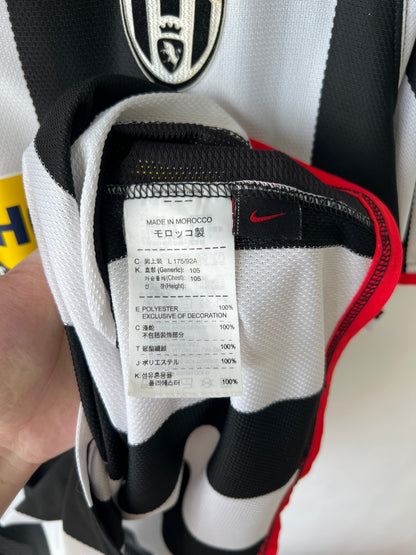 MADE IN MOROCCO
モロッコ製
C. 男上装 L 175/92A
K. 호칭 (Generic): 105
가슴둘레(Chest): 105
신 장(Height):
E. POLYESTER 100%
EXCLUSIVE OF DECORATION
C. 涤纶 100%
不包括装饰部分
T. 聚酯纖維 100%
J. ポリエステル 100%
K. 섬유혼용율
폴리에스터 100%